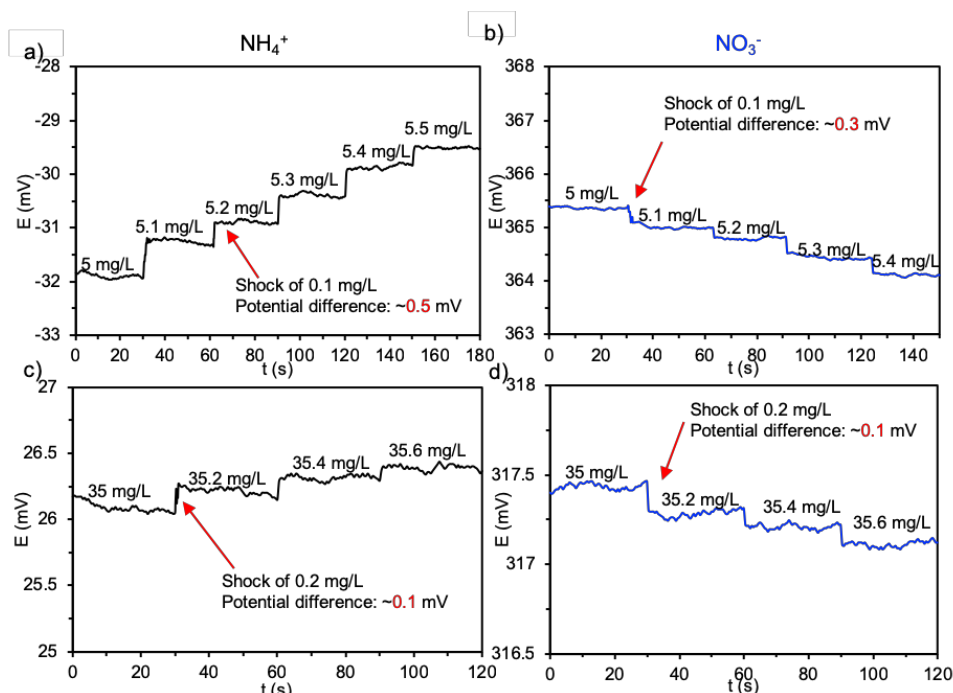 a)
NH₄⁺
-28
-29
-30
-31
-32
-33
E (mV)
5 mg/L
5.1 mg/L
5.2 mg/L
5.3 mg/L
5.4 mg/L
5.5 mg/L
Shock of 0.1 mg/L
Potential difference: ~0.5 mV
0 20 40 60 80 100 120 140 160 180
t (s)
b)
NO₃⁻
368
367
366
365
364
363
E (mV)
Shock of 0.1 mg/L
Potential difference: ~0.3 mV
5 mg/L
5.1 mg/L
5.2 mg/L
5.3 mg/L
5.4 mg/L
0 20 40 60 80 100 120 140
t (s)
c)
27
26.5
26
25.5
25
E (mV)
35 mg/L
35.2 mg/L
35.4 mg/L
35.6 mg/L
Shock of 0.2 mg/L
Potential difference: ~0.1 mV
0 20 40 60 80 100 120
t (s)
d)
318
317.5
317
316.5
E (mV)
Shock of 0.2 mg/L
Potential difference: ~0.1 mV
35 mg/L
35.2 mg/L
35.4 mg/L
35.6 mg/L
0 20 40 60 80 100 120
t (s)